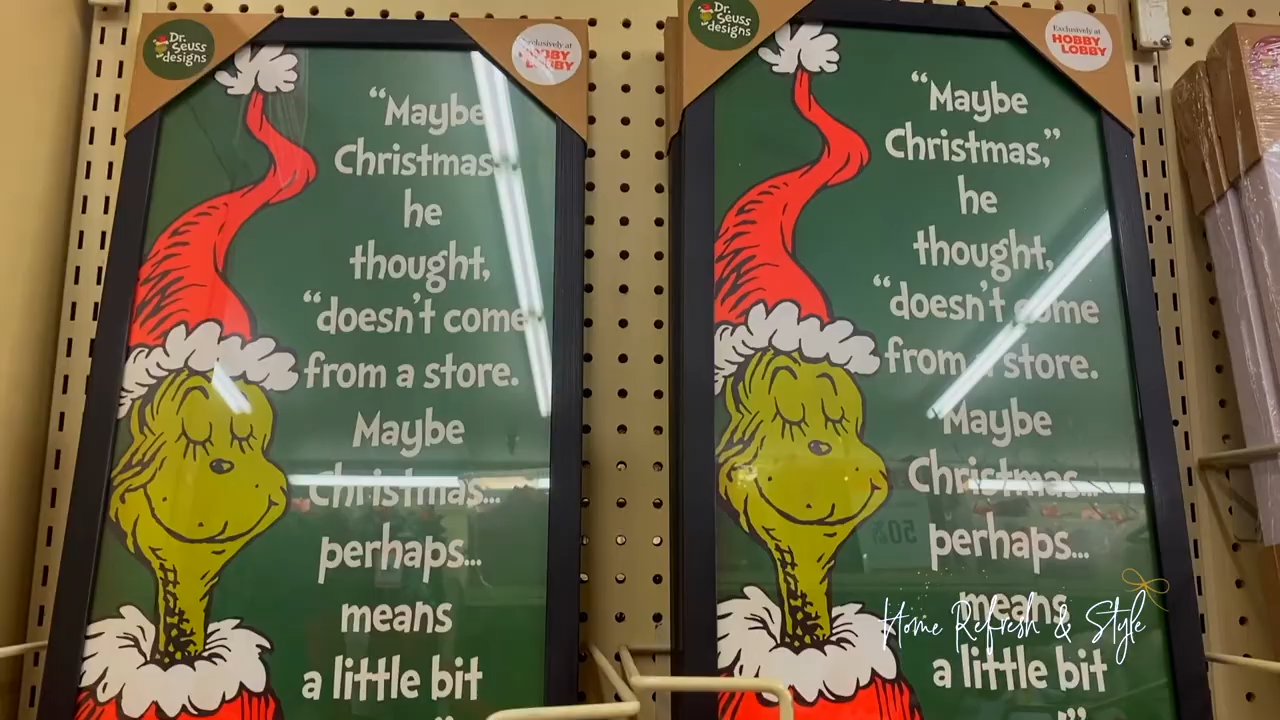 Dr.
Seuss
designs
Exclusively at
HOBBY
LOBBY
“Maybe
Christmas
he
thought,
“doesn't come
from a store.
Maybe
Christmas...
perhaps...
means
a little bit
Dr.
Seuss
designs
Exclusively at
HOBBY
LOBBY
“Maybe
Christmas,”
he
thought,
“doesn't come
from a store.
Maybe
Christmas...
perhaps...
means
a little bit
50%
Home Refresh & Style